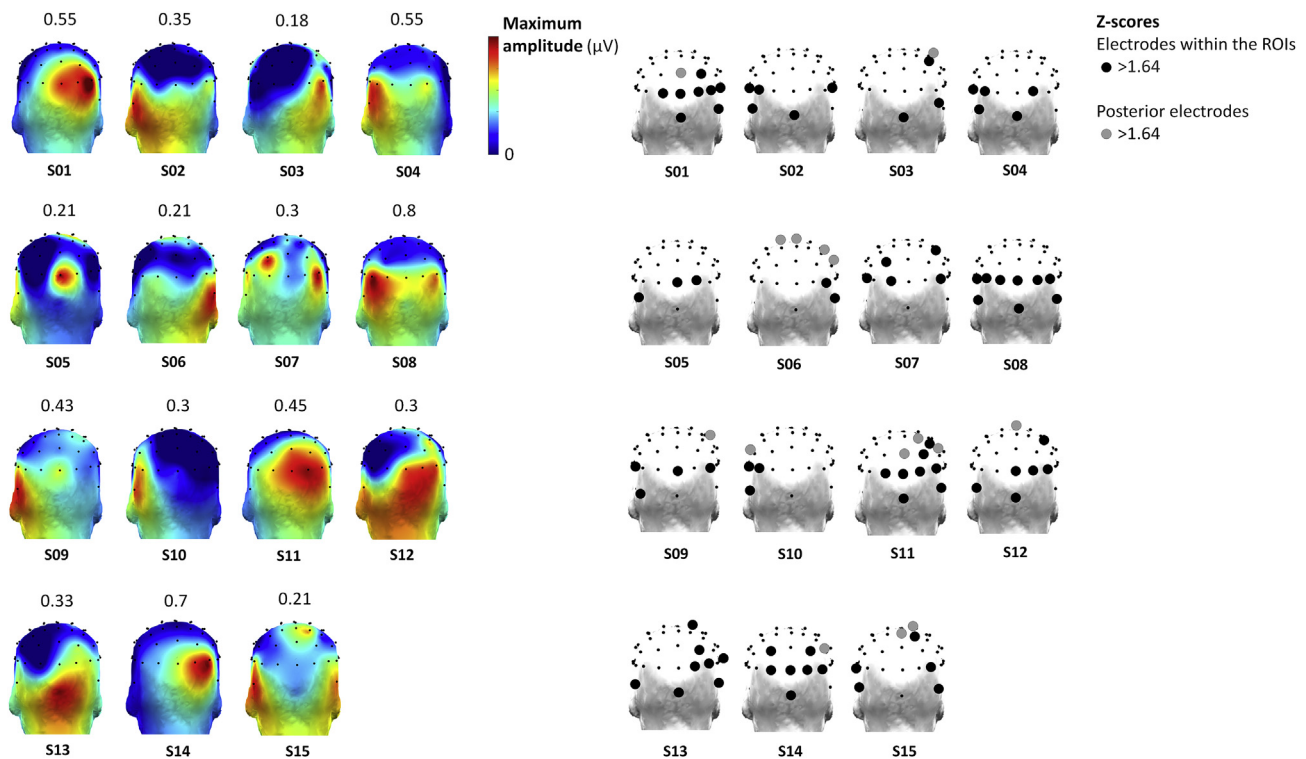 0.55 0.35 0.18 0.55
Maximum
amplitude (µV)
0
S01 S02 S03 S04
0.21 0.21 0.3 0.8
S05 S06 S07 S08
0.43 0.3 0.45 0.3
S09 S10 S11 S12
0.33 0.7 0.21
S13 S14 S15
Z-scores
Electrodes within the ROIs
>1.64
Posterior electrodes
>1.64
S01 S02 S03 S04
S05 S06 S07 S08
S09 S10 S11 S12
S13 S14 S15